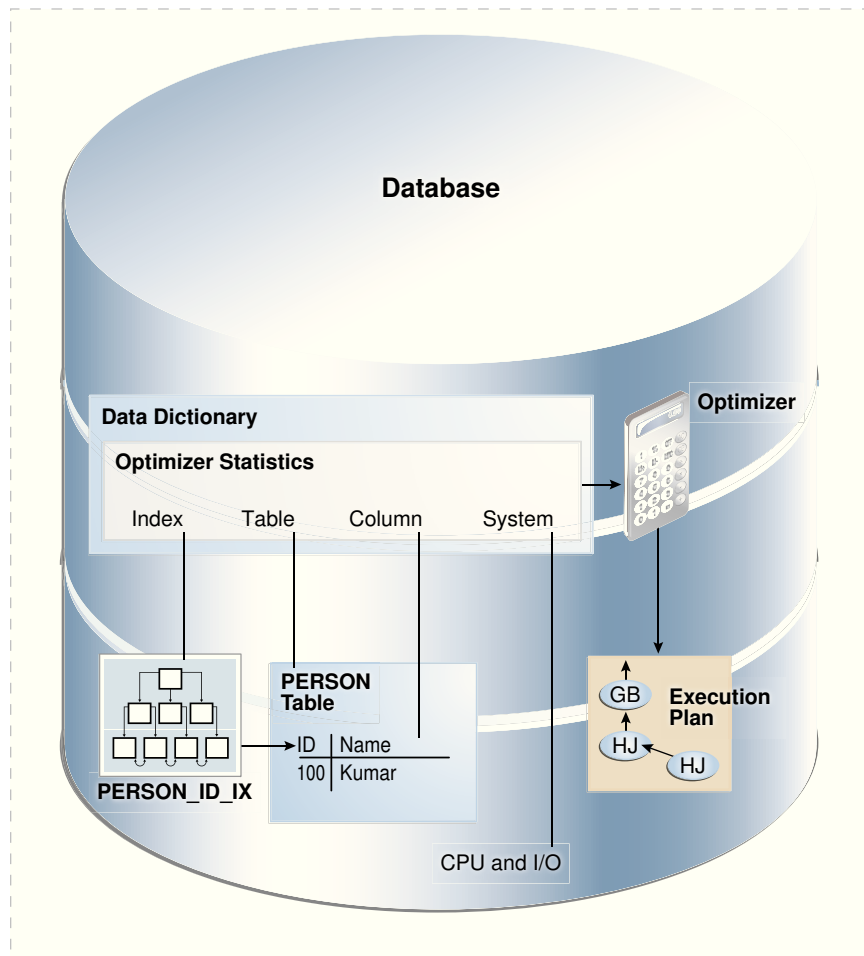 Database
Data Dictionary
Optimizer
Optimizer Statistics
Index Table Column System
PERSON
Table
ID Name
100 Kumar
PERSON_ID_IX
GB
HJ
HJ
Execution
Plan
CPU and I/O